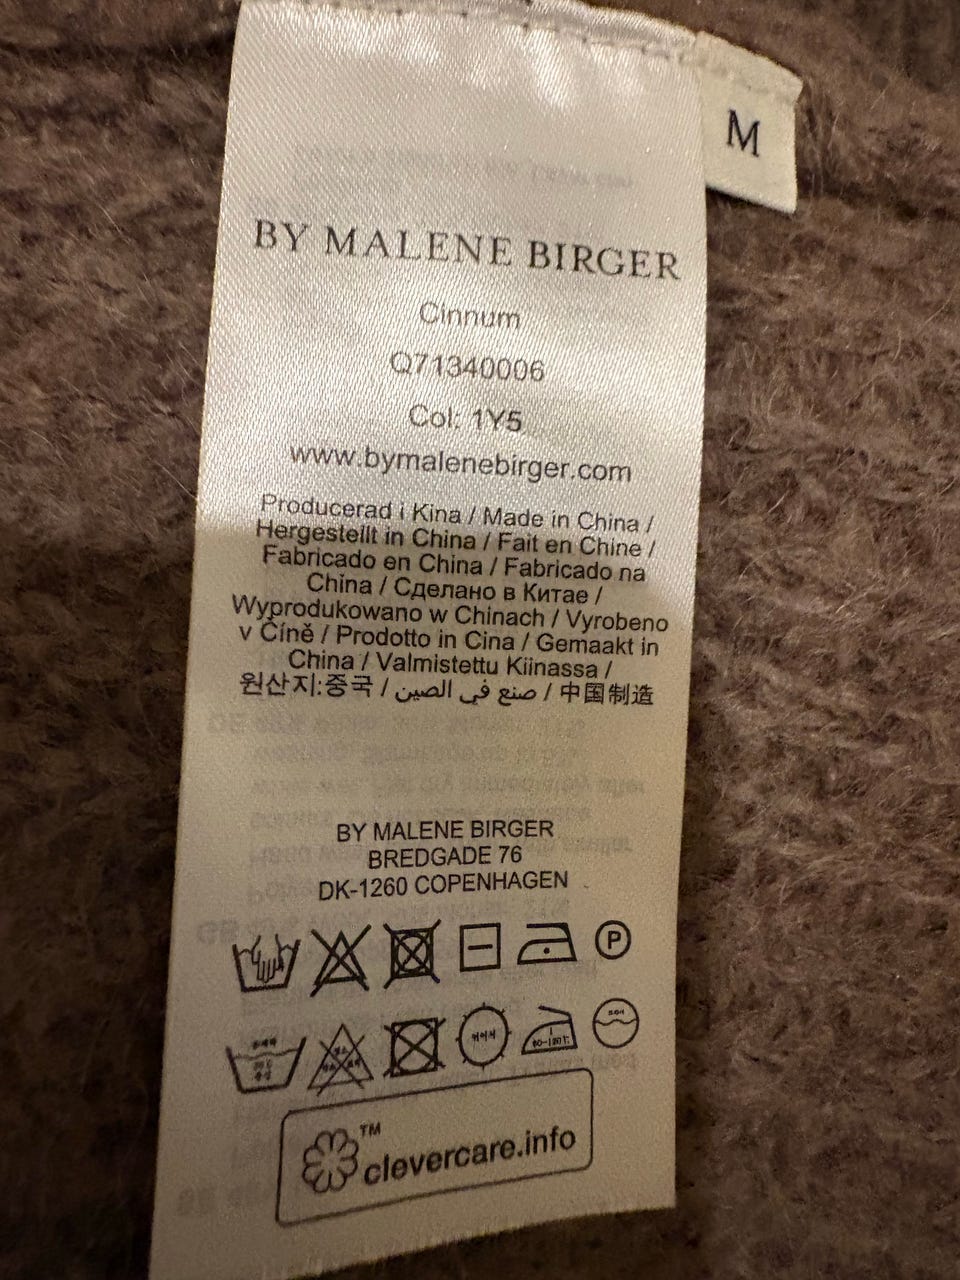 M
BY MALENE BIRGER
Cinnum
Q71340006
Col: 1Y5
www.bymalenebirger.com
Producerad i Kina / Made in China /
Hergestellt in China / Fait en Chine /
Fabricado en China / Fabricado na
China / Сделано в Китае /
Wyprodukowano w Chinach / Vyrobeno
v Číně / Prodotto in Cina / Gemaakt in
China / Valmistettu Kiinassa /
원산지:중국 / صنع في الصين / 中国制造
BY MALENE BIRGER
BREDGADE 76
DK-1260 COPENHAGEN
P
TM
clevercare.info